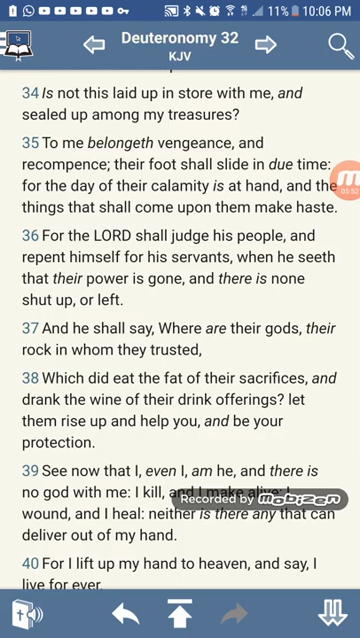 11% 10:06 PM
Deuteronomy 32
KJV
34 Is not this laid up in store with me, and
sealed up among my treasures?
35 To me belongeth vengeance, and
recompence; their foot shall slide in due time:
for the day of their calamity is at hand, and the
things that shall come upon them make haste.
36 For the LORD shall judge his people, and
repent himself for his servants, when he seeth
that their power is gone, and there is none
shut up, or left.
37 And he shall say, Where are their gods, their
rock in whom they trusted,
38 Which did eat the fat of their sacrifices, and
drank the wine of their drink offerings? let
them rise up and help you, and be your
protection.
39 See now that I, even I, am he, and there is
no god with me: I kill, and I make alive; I
Recorded by mobizen
wound, and I heal: neither is there any that can
deliver out of my hand.
40 For I lift up my hand to heaven, and say, I
live for ever.